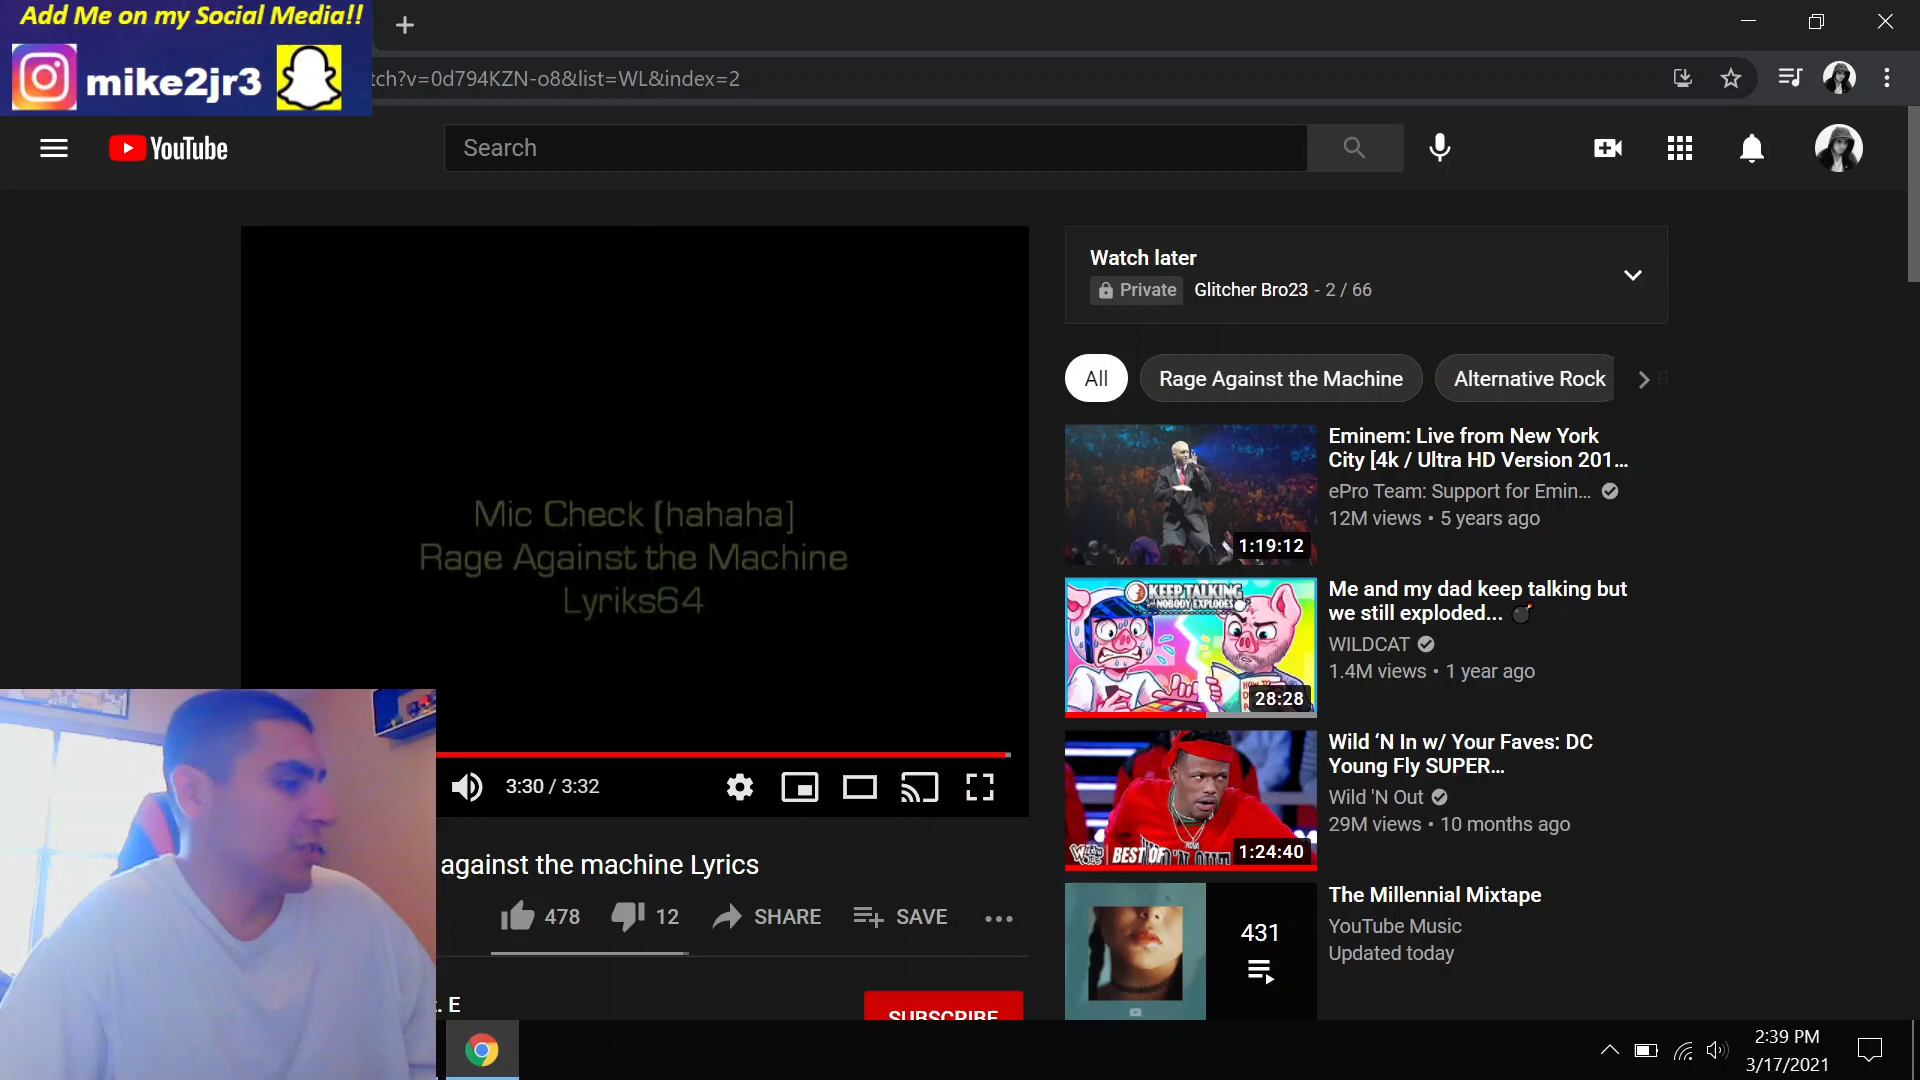 Add Me on my Social Media!!
mike2jr3
tch?v=0d794KZN-o8&list=WL&index=2
YouTube
Search
Mic Check (hahaha)
Rage Against the Machine
Lyriks64
3:30 / 3:32
against the machine Lyrics
478
12
SHARE
SAVE
. E
SUBSCRIBE
Watch later
Private
Glitcher Bro23 - 2 / 66
All
Rage Against the Machine
Alternative Rock
R
1:19:12
Eminem: Live from New York
City [4k / Ultra HD Version 201...
ePro Team: Support for Emin...
12M views • 5 years ago
KEEP TALKING
AND NOBODY EXPLODES
28:28
Me and my dad keep talking but
we still exploded...
WILDCAT
1.4M views • 1 year ago
BEST OF
1:24:40
Wild ‘N In w/ Your Faves: DC
Young Fly SUPER...
Wild 'N Out
29M views • 10 months ago
431
The Millennial Mixtape
YouTube Music
Updated today
2:39 PM
3/17/2021